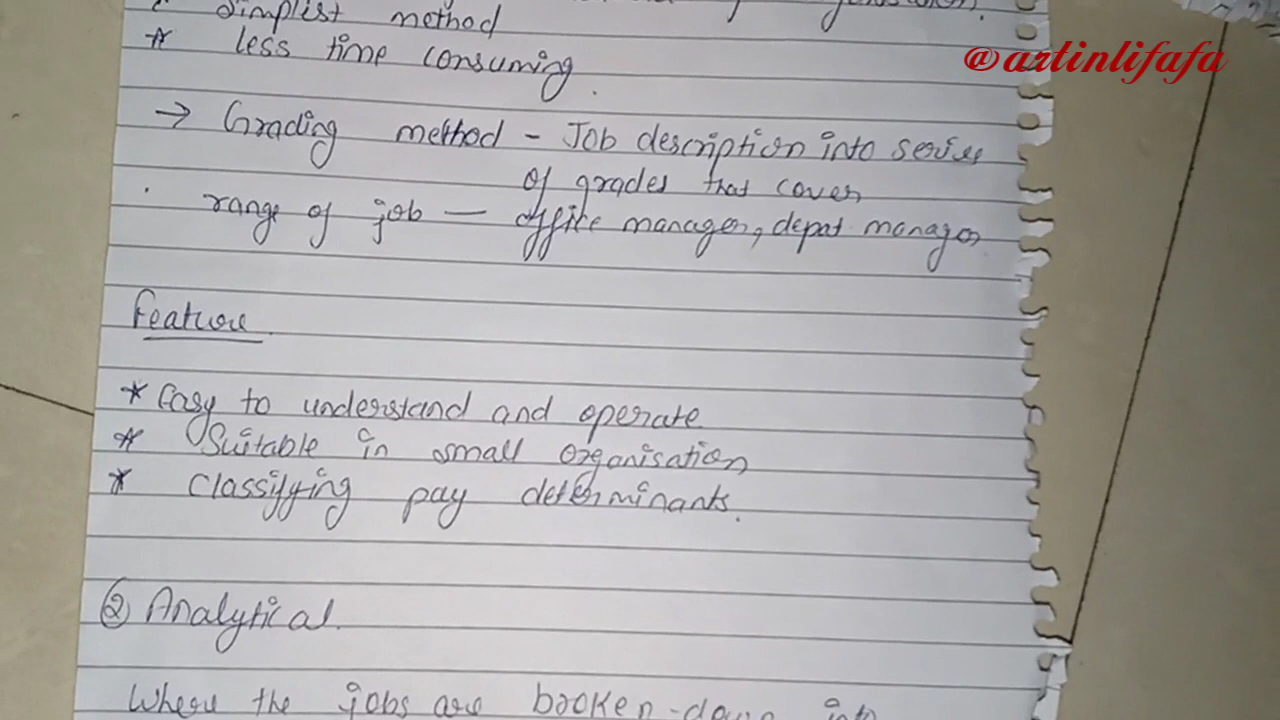 Simplest method
@artinlifafa
* less time consuming.
→ Grading method - Job description into series
of grades that cover
range of job — office manager, depat manager
Feature
* Easy to understand and operate
* Suitable in small organisation
* Classifying pay determinants.
② Analytical.
Where the jobs are broken-down into